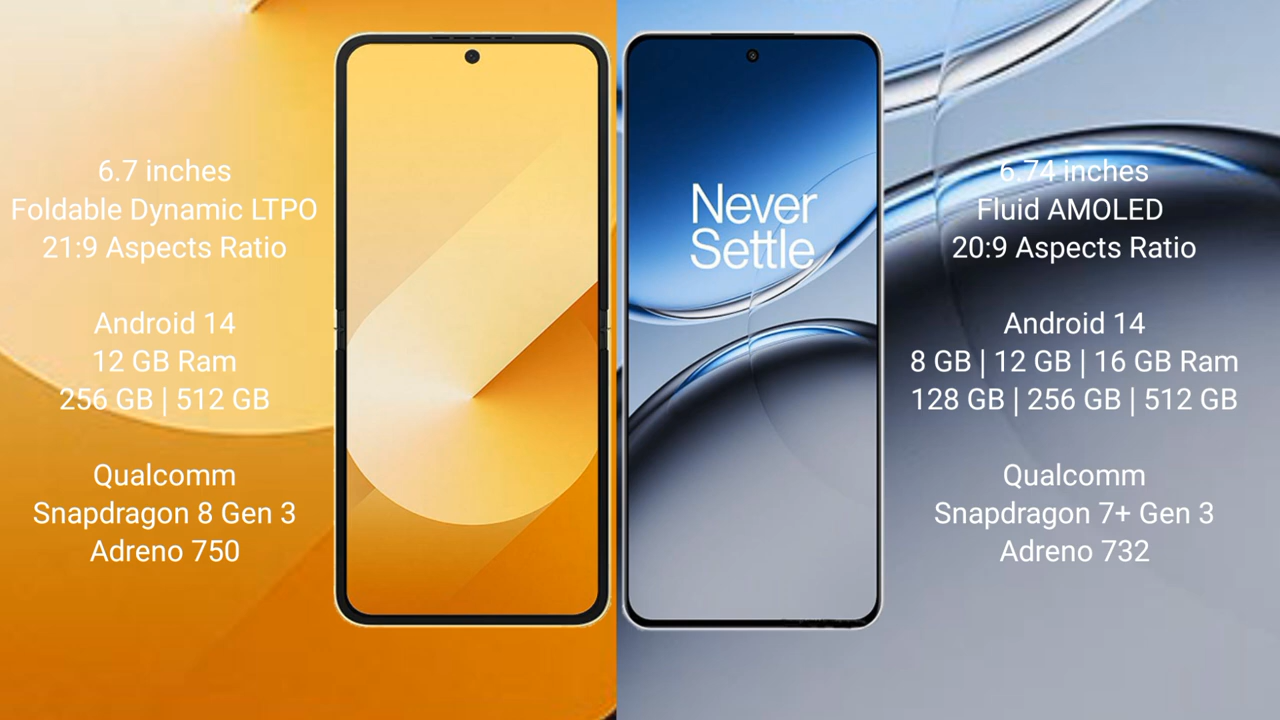 6.7 inches
Foldable Dynamic LTPO
21:9 Aspects Ratio
Android 14
12 GB Ram
256 GB | 512 GB
Qualcomm
Snapdragon 8 Gen 3
Adreno 750
Never
Settle
6.74 inches
Fluid AMOLED
20:9 Aspects Ratio
Android 14
8 GB | 12 GB | 16 GB Ram
128 GB | 256 GB | 512 GB
Qualcomm
Snapdragon 7+ Gen 3
Adreno 732